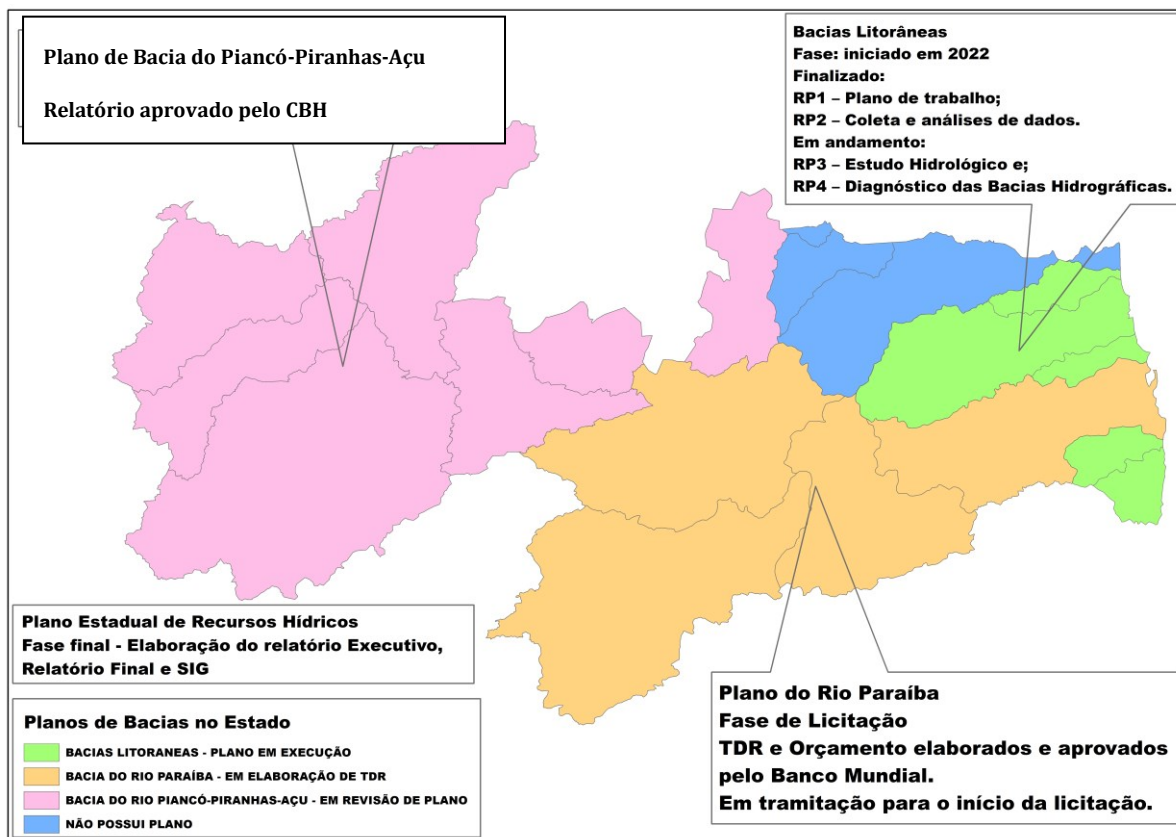 Plano de Bacia do Piancó-Piranhas-Açu
Relatório aprovado pelo CBH
Bacias Litorâneas
Fase: iniciado em 2022
Finalizado:
RP1 – Plano de trabalho;
RP2 – Coleta e análises de dados.
Em andamento:
RP3 – Estudo Hidrológico e;
RP4 – Diagnóstico das Bacias Hidrográficas.
Plano Estadual de Recursos Hídricos
Fase final - Elaboração do relatório Executivo,
Relatório Final e SIG
Plano do Rio Paraíba
Fase de Licitação
TDR e Orçamento elaborados e aprovados
pelo Banco Mundial.
Em tramitação para o início da licitação.
Planos de Bacias no Estado
BACIAS LITORANEAS - PLANO EM EXECUÇÃO
BACIA DO RIO PARAÍBA - EM ELABORAÇÃO DE TDR
BACIA DO RIO PIANCÓ-PIRANHAS-AÇU - EM REVISÃO DE PLANO
NÃO POSSUI PLANO